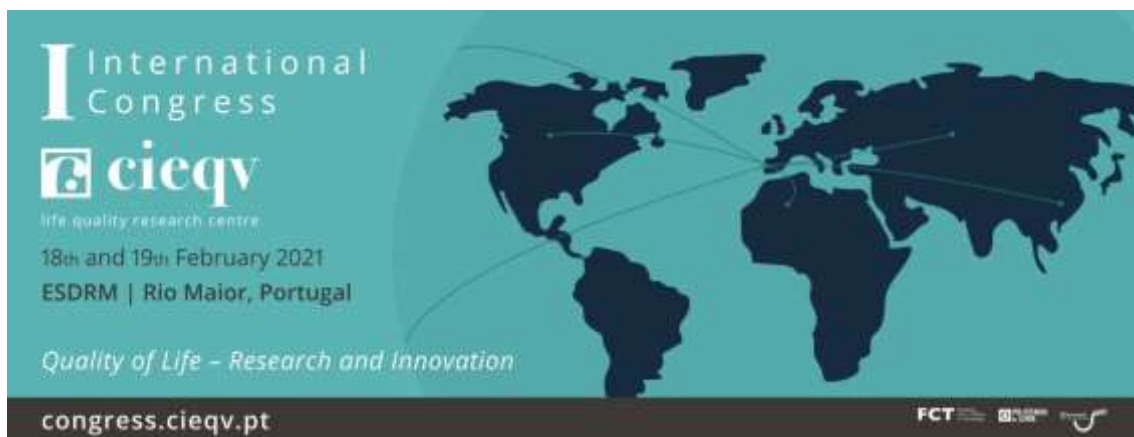 I International
Congress
cieqv
life quality research centre
18th and 19th February 2021
ESDRM | Rio Maior, Portugal
Quality of Life – Research and Innovation
congress.cieqv.pt
FCT